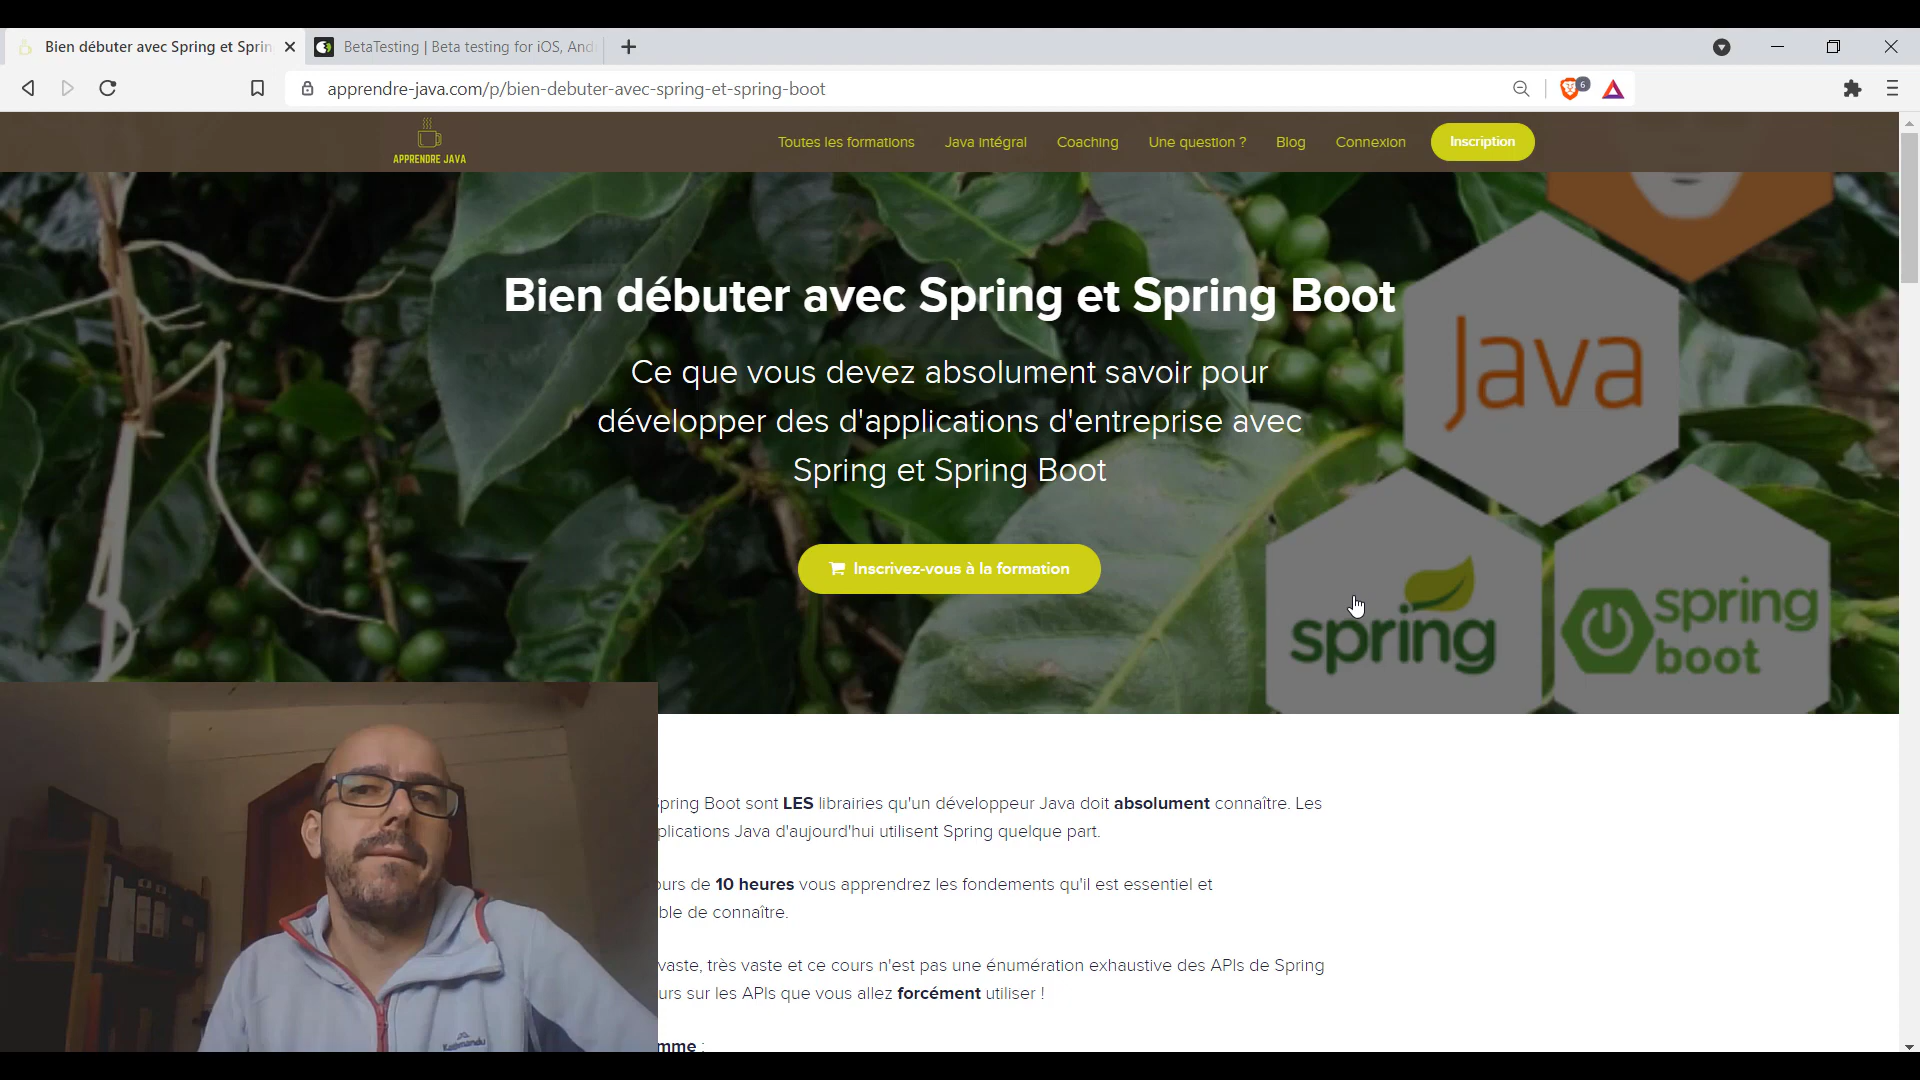 Bien débuter avec Spring et Sprin
BetaTesting | Beta testing for iOS, And
apprendre-java.com/p/bien-debuter-avec-spring-et-spring-boot
6
APPRENDRE JAVA
Toutes les formations
Java intégral
Coaching
Une question ?
Blog
Connexion
Inscription
Bien débuter avec Spring et Spring Boot
Ce que vous devez absolument savoir pour
développer des d'applications d'entreprise avec
Spring et Spring Boot
Inscrivez-vous à la formation
Java
spring
spring
boot
Spring Boot sont LES librairies qu'un développeur Java doit absolument connaître. Les
plications Java d'aujourd'hui utilisent Spring quelque part.
ours de 10 heures vous apprendrez les fondements qu'il est essentiel et
ble de connaître.
vaste, très vaste et ce cours n'est pas une énumération exhaustive des APIs de Spring
urs sur les APIs que vous allez forcément utiliser !
mme :
Kathmandu